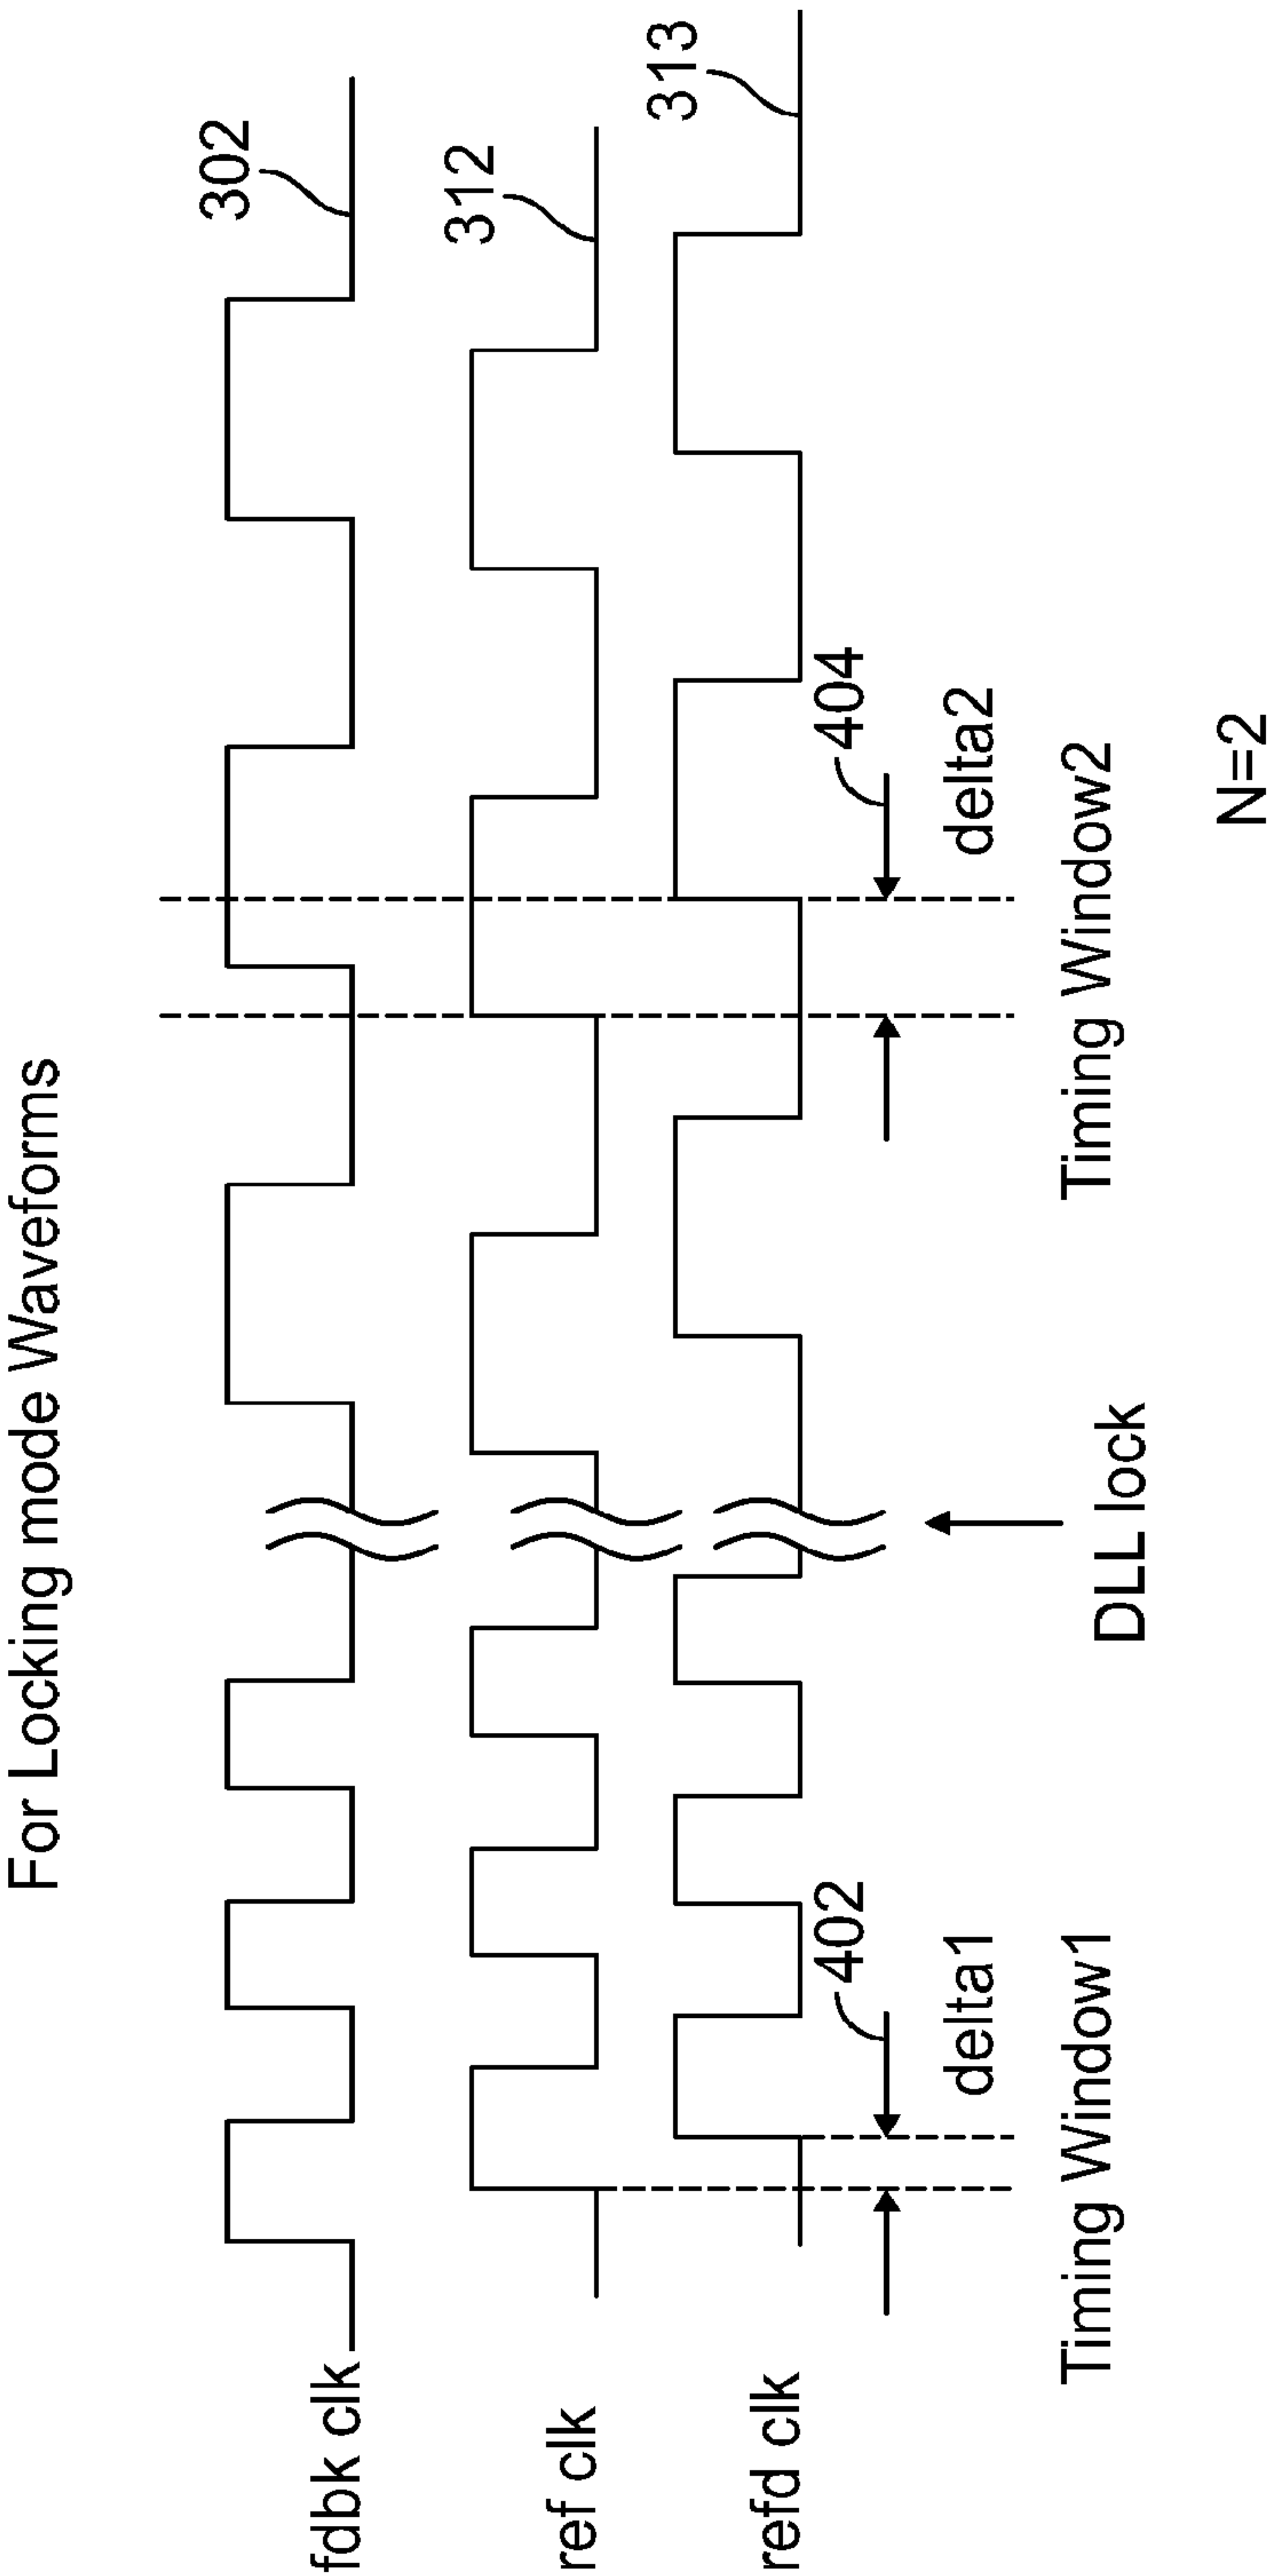 For Locking mode Waveforms
fdbk clk
302
ref clk
312
refd clk
313
402
404
delta1
delta2
Timing Window1
DLL lock
Timing Window2
N=2